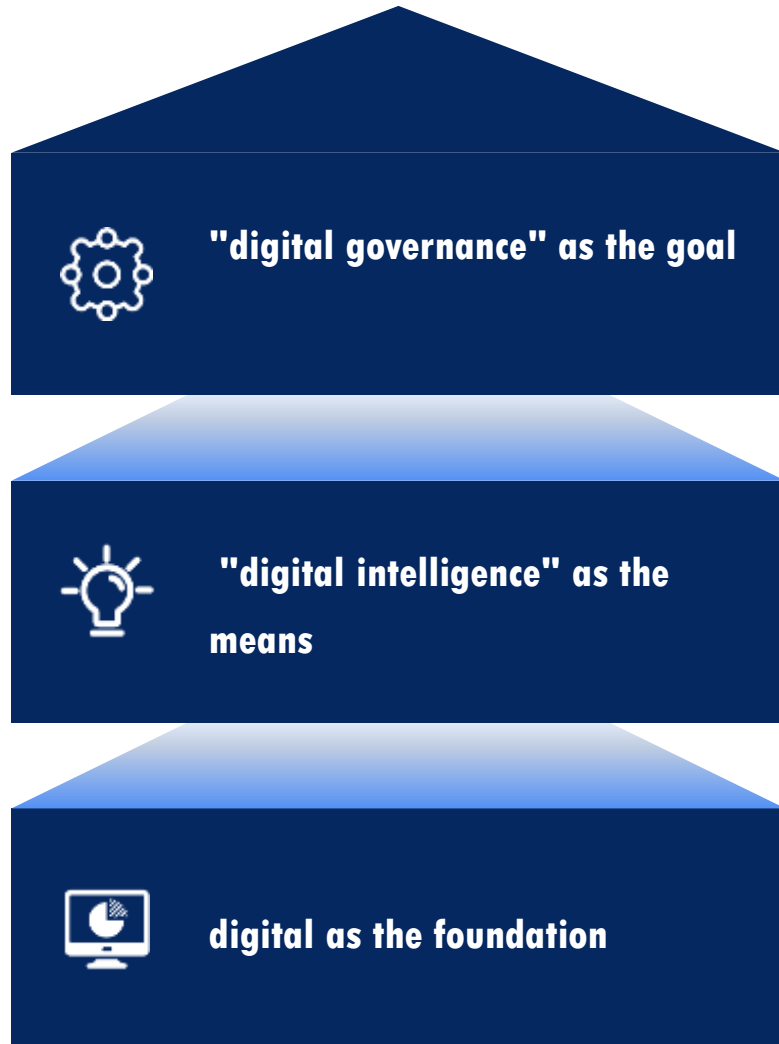 "digital governance" as the goal
"digital intelligence" as the
means
digital as the foundation